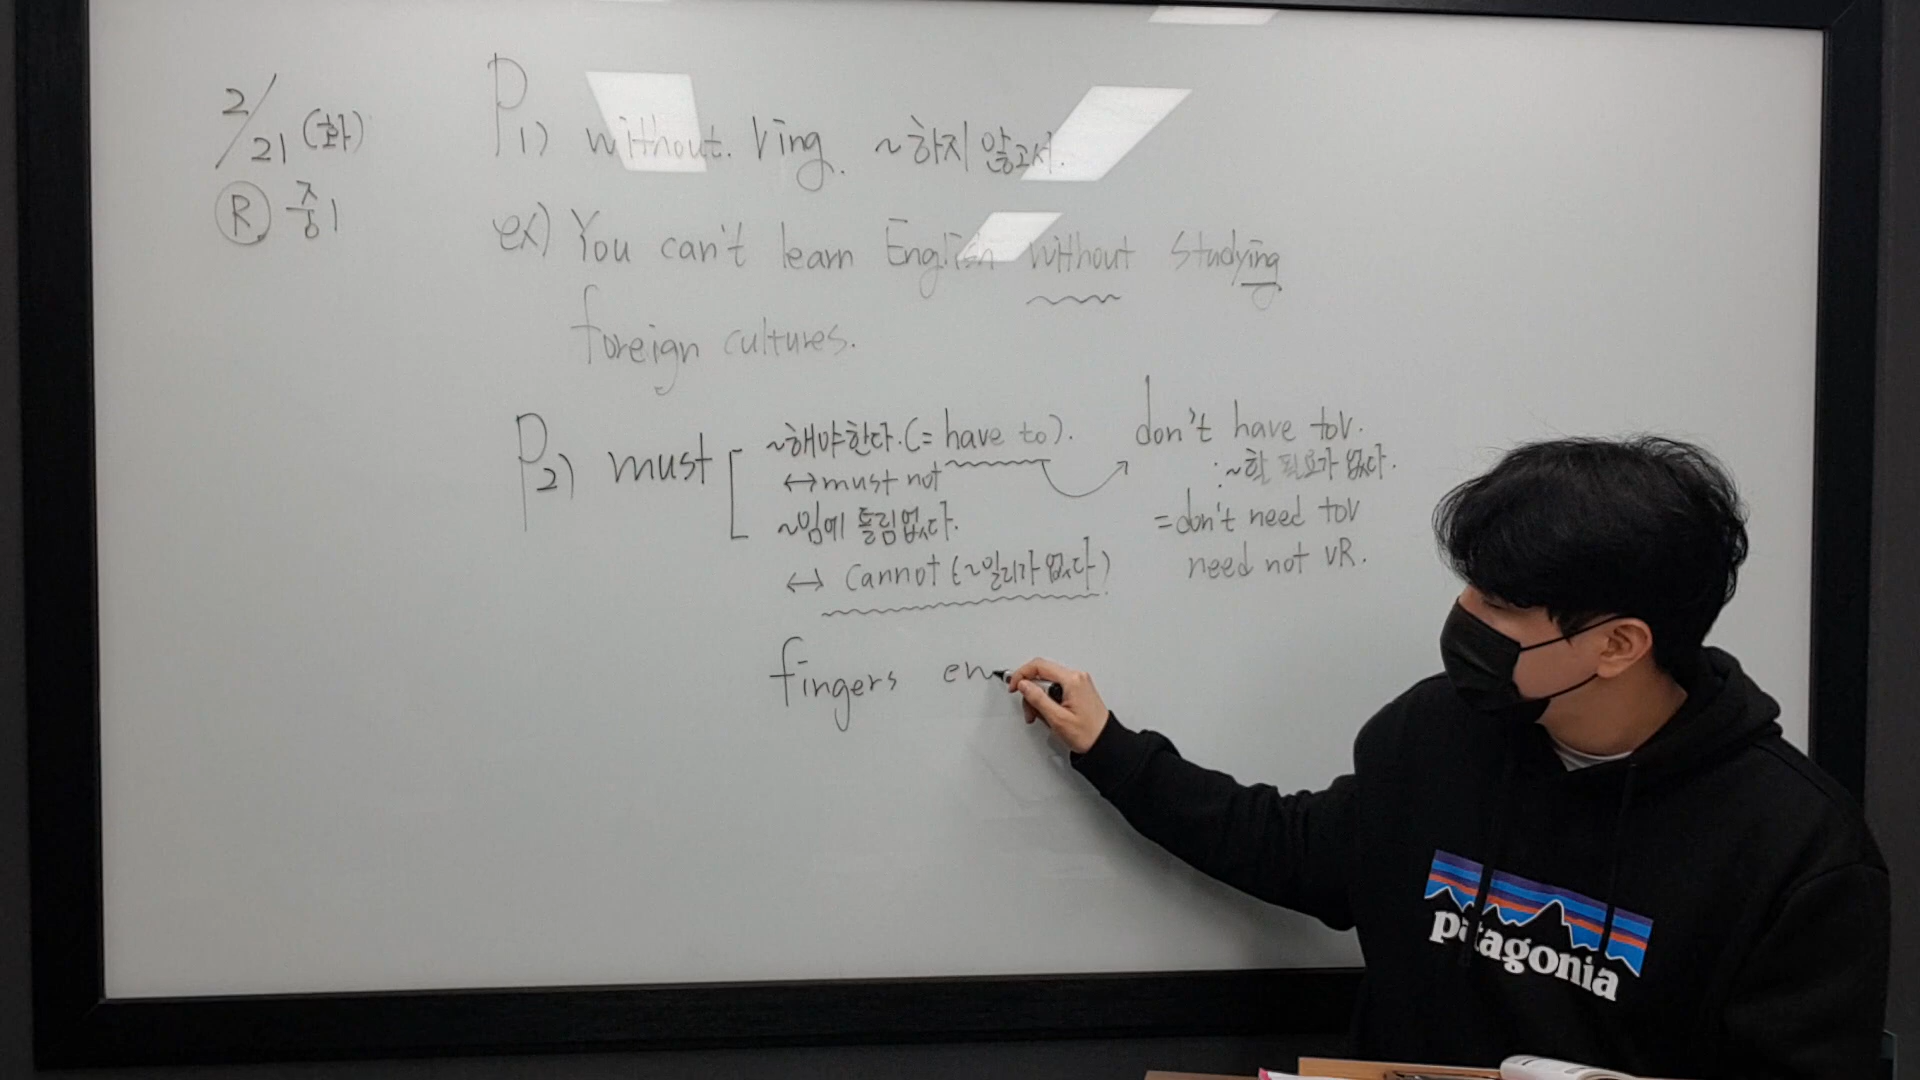 2/21 (화)
Ⓡ 중1
P1) without. Ving. ~하지 않고서.
ex) You can't learn English without studying
foreign cultures.
P2) must [ ~해야한다. (= have to).
↔ must not
~임에 틀림없다.
↔ cannot (~일리가 없다)
don't have toV.
: ~할 필요가 없다.
= don't need toV
need not VR.
fingers en
patagonia